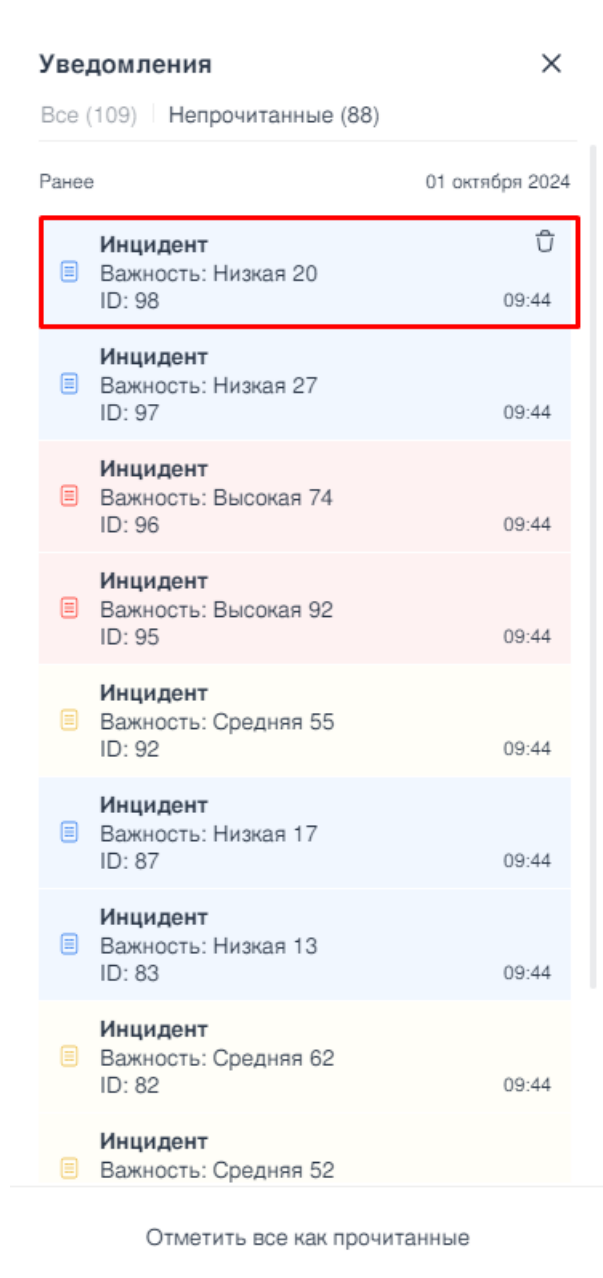 Уведомления
Все (109) Непрочитанные (88)
Ранее 01 октября 2024
Инцидент
Важность: Низкая 20
ID: 98 09:44
Инцидент
Важность: Низкая 27
ID: 97 09:44
Инцидент
Важность: Высокая 74
ID: 96 09:44
Инцидент
Важность: Высокая 92
ID: 95 09:44
Инцидент
Важность: Средняя 55
ID: 92 09:44
Инцидент
Важность: Низкая 17
ID: 87 09:44
Инцидент
Важность: Низкая 13
ID: 83 09:44
Инцидент
Важность: Средняя 62
ID: 82 09:44
Инцидент
Важность: Средняя 52
Отметить все как прочитанные